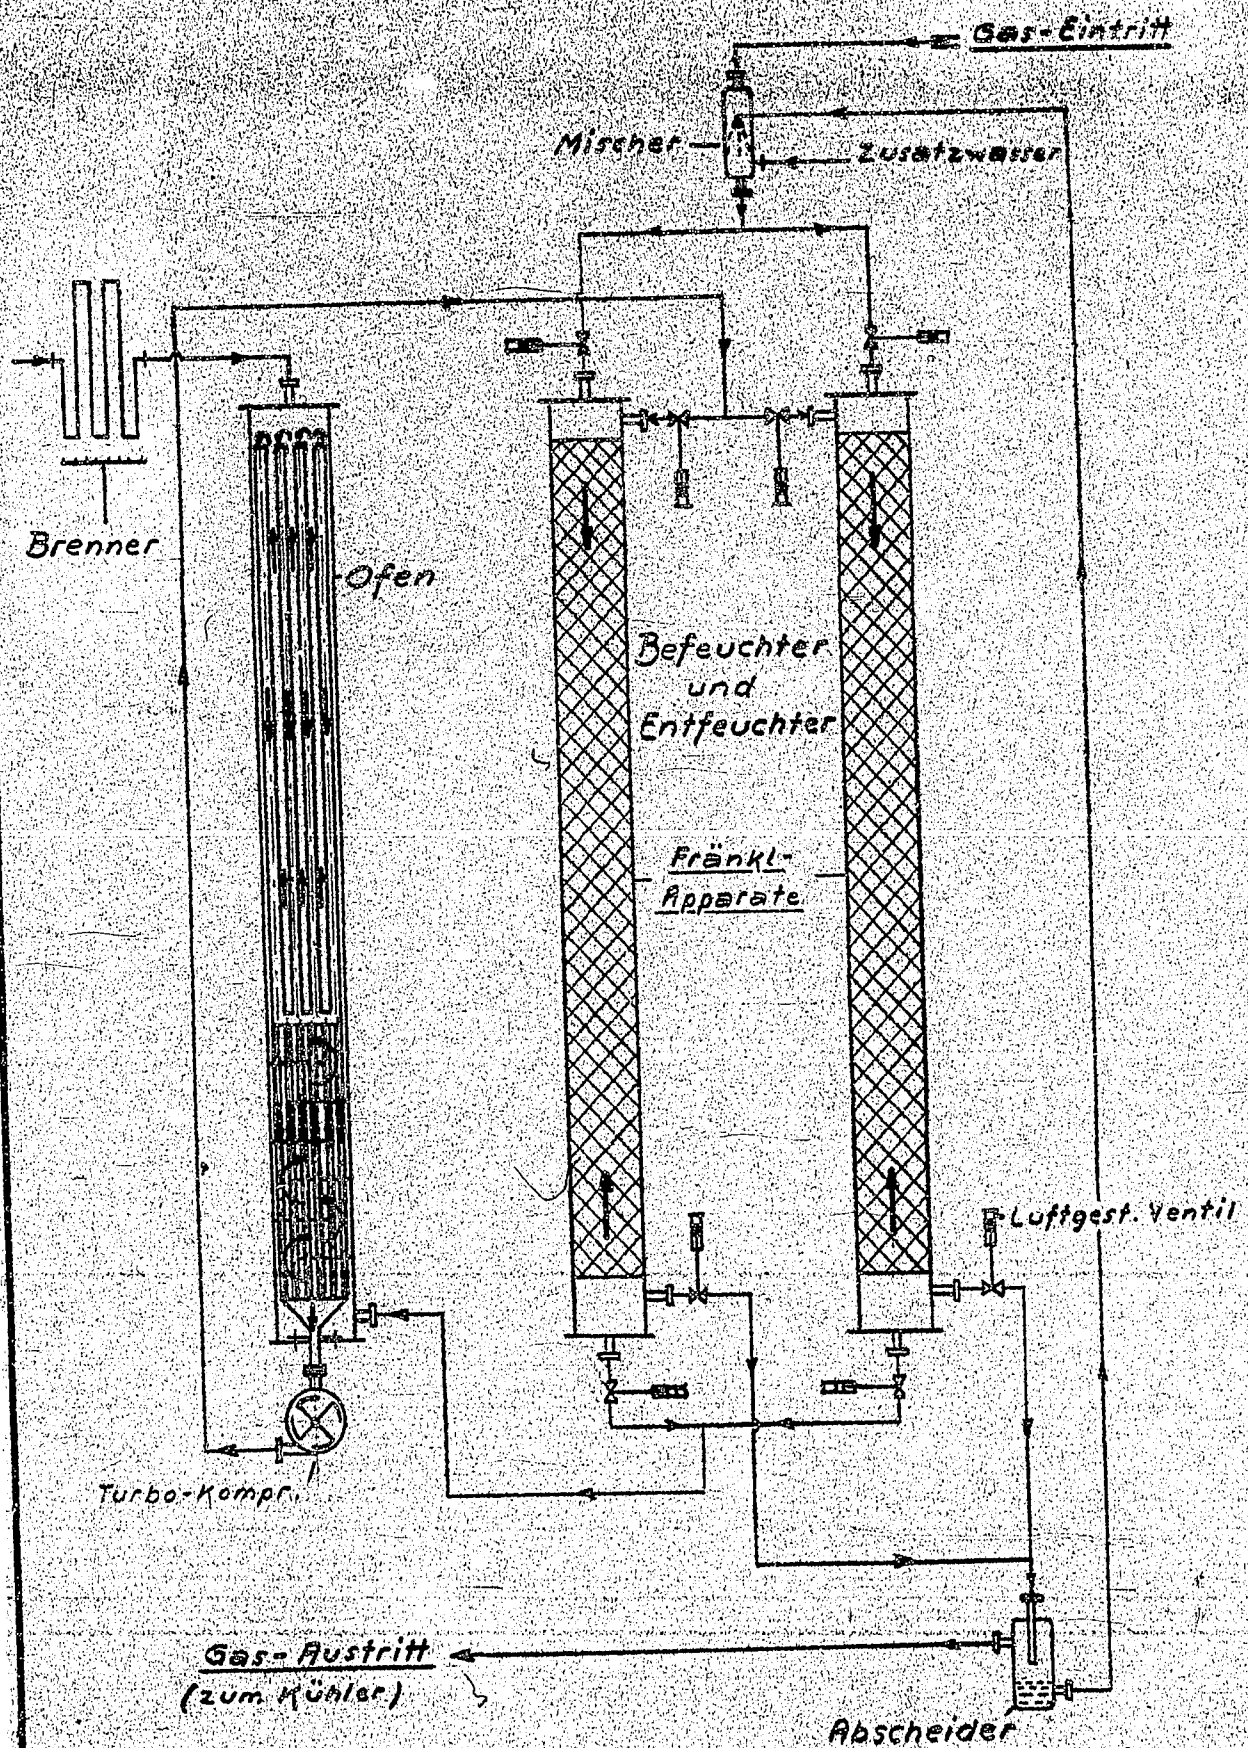 Gas-Eintritt
Mischer
Zusatzwasser
Brenner
Ofen
Befeuchter
und
Entfeuchter
Fränkl-
Apparate
Luftgest. Ventil
Turbo-Kompr.
Gas-Austritt
(zum Kühler)
Abscheider